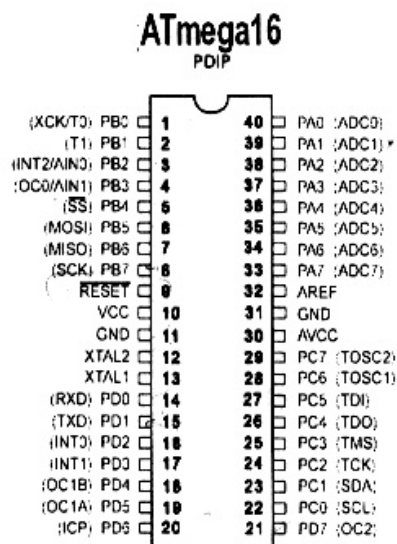 ATmega16
PDIP
(XCK/T0) PB0 1 40 PA0 (ADC0)
(T1) PB1 2 39 PA1 (ADC1)
(INT2/AIN0) PB2 3 38 PA2 (ADC2)
(OC0/AIN1) PB3 4 37 PA3 (ADC3)
(SS) PB4 5 36 PA4 (ADC4)
(MOSI) PB5 6 35 PA5 (ADC5)
(MISO) PB6 7 34 PA6 (ADC6)
(SCK) PB7 8 33 PA7 (ADC7)
RESET 9 32 AREF
VCC 10 31 GND
GND 11 30 AVCC
XTAL2 12 29 PC7 (TOSC2)
XTAL1 13 28 PC6 (TOSC1)
(RXD) PD0 14 27 PC5 (TDI)
(TXD) PD1 15 26 PC4 (TDO)
(INT0) PD2 16 25 PC3 (TMS)
(INT1) PD3 17 24 PC2 (TCK)
(OC1B) PD4 18 23 PC1 (SDA)
(OC1A) PD5 19 22 PC0 (SCL)
(ICP) PD6 20 21 PD7 (OC2)